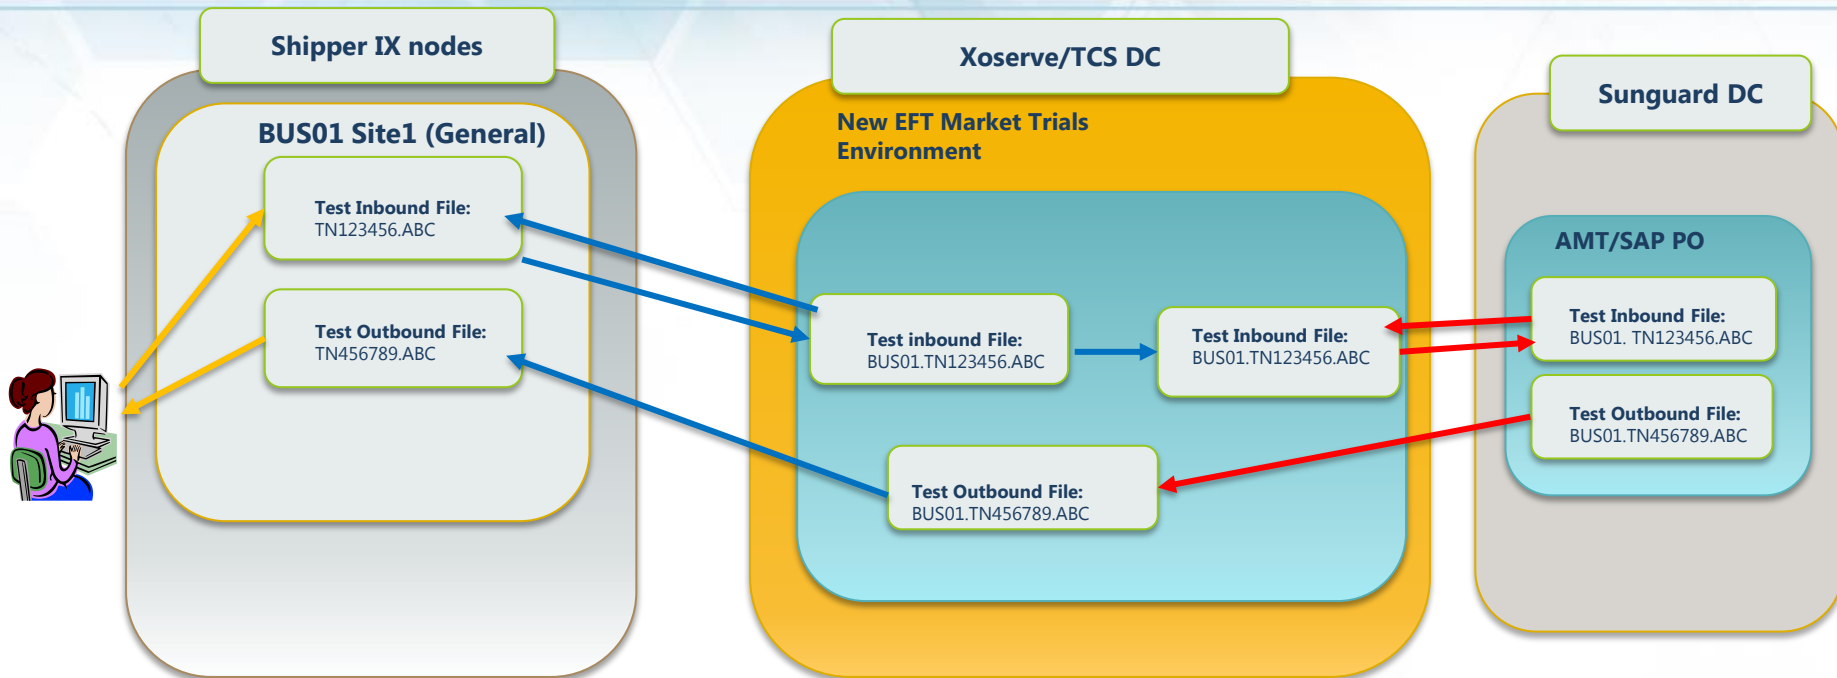 Shipper IX nodes
BUS01 Site1 (General)
Test Inbound File:
TN123456.ABC
Test Outbound File:
TN456789.ABC
Xoserve/TCS DC
New EFT Market Trials
Environment
Test inbound File:
BUS01.TN123456.ABC
Test Inbound File:
BUS01.TN123456.ABC
Test Outbound File:
BUS01.TN456789.ABC
Sunguard DC
AMT/SAP PO
Test Inbound File:
BUS01. TN123456.ABC
Test Outbound File:
BUS01.TN456789.ABC